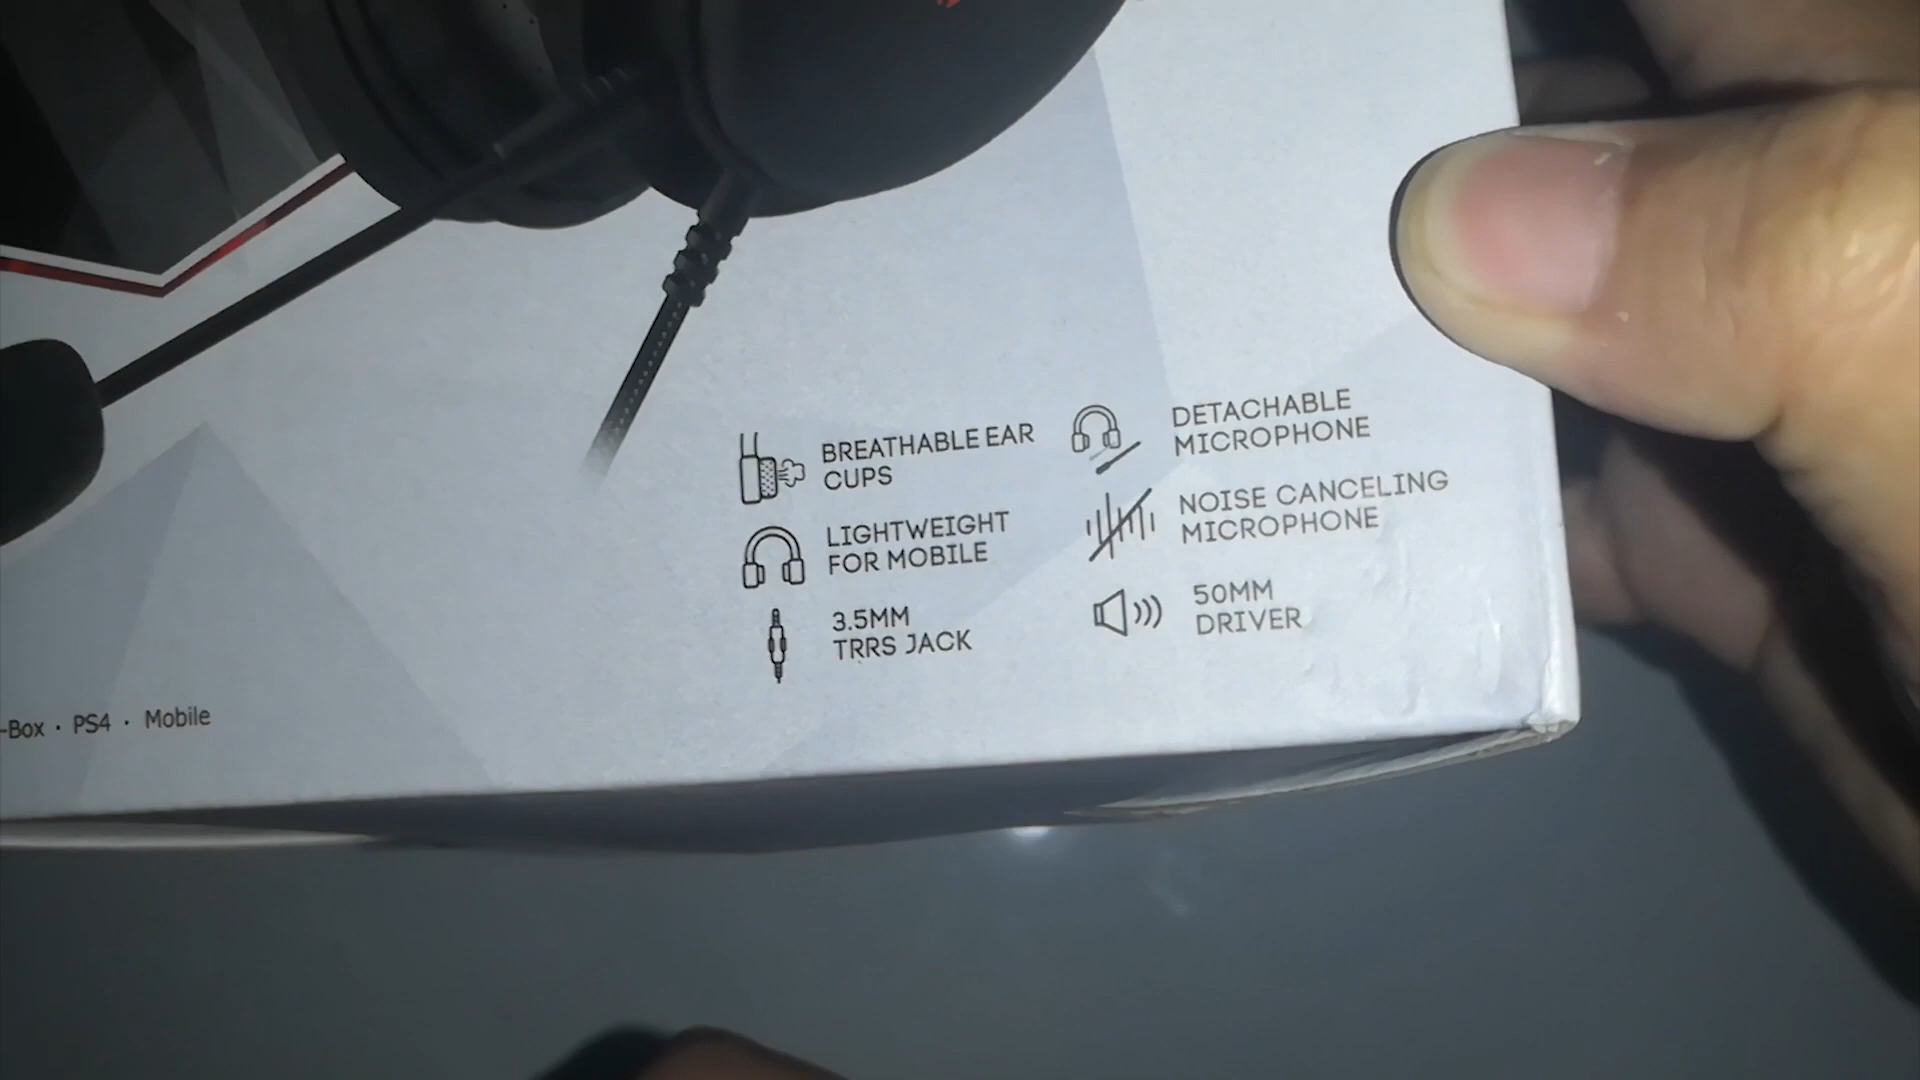 BREATHABLE EAR
CUPS
LIGHTWEIGHT
FOR MOBILE
3.5MM
TRRS JACK
DETACHABLE
MICROPHONE
NOISE CANCELING
MICROPHONE
50MM
DRIVER
-Box · PS4 · Mobile